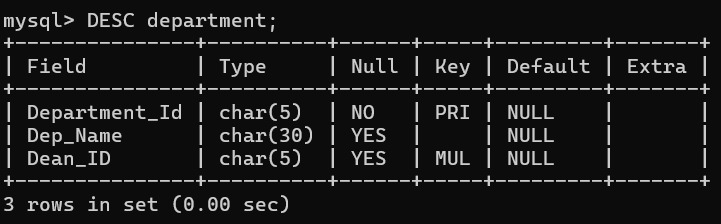 mysql> DESC department;
+---------------+----------+------+-----+---------+-------+
| Field         | Type     | Null | Key | Default | Extra |
+---------------+----------+------+-----+---------+-------+
| Department_Id | char(5)  | NO   | PRI | NULL    |       |
| Dep_Name      | char(30) | YES  |     | NULL    |       |
| Dean_ID       | char(5)  | YES  | MUL | NULL    |       |
+---------------+----------+------+-----+---------+-------+
3 rows in set (0.00 sec)